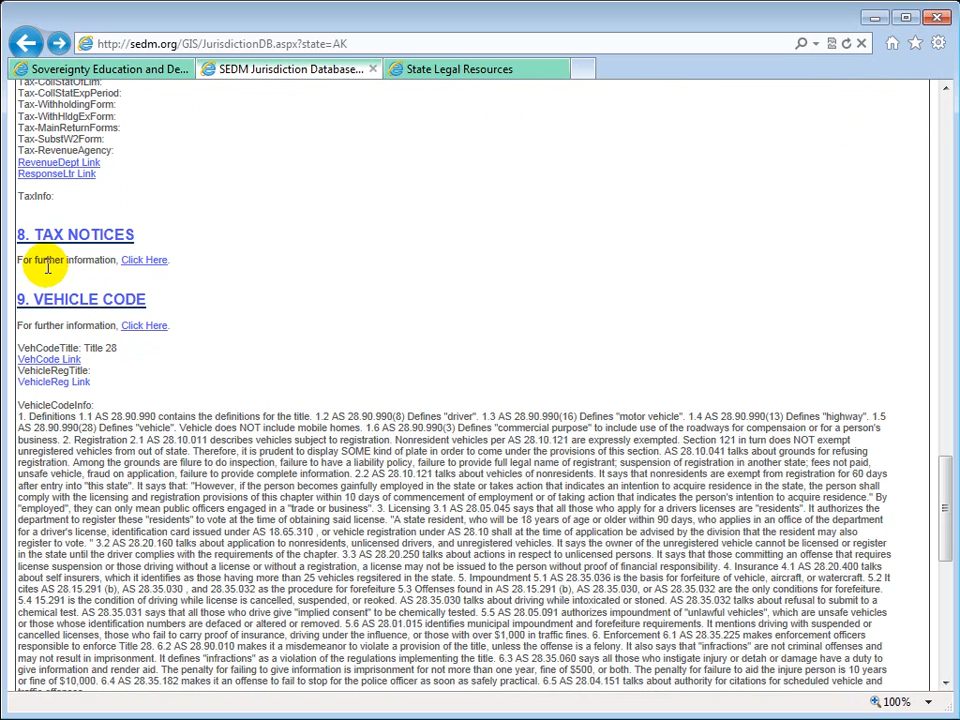 http://sedm.org/GIS/JurisdictionDB.aspx?state=AK
Sovereignty Education and De...
SEDM Jurisdiction Database...
State Legal Resources
Tax-CollStatOfLim:
Tax-CollStatExpPeriod:
Tax-WithholdingForm:
Tax-WithHldgExForm:
Tax-MainReturnForms:
Tax-SubstW2Form:
Tax-RevenueAgency:
RevenueDept Link
ResponseLtr Link
TaxInfo:
8. TAX NOTICES
For further information, Click Here.
9. VEHICLE CODE
For further information, Click Here.
VehCodeTitle: Title 28
VehCode Link
VehicleRegTitle:
VehicleReg Link
VehicleCodeInfo:
1. Definitions 1.1 AS 28.90.990 contains the definitions for the title. 1.2 AS 28.90.990(8) Defines "driver". 1.3 AS 28.90.990(16) Defines "motor vehicle". 1.4 AS 28.90.990(13) Defines "highway". 1.5
AS 28.90.990(28) Defines "vehicle". Vehicle does NOT include mobile homes. 1.6 AS 28.90.990(3) Defines "commercial purpose" to include use of the roadways for compensaion or for a person's
business. 2. Registration 2.1 AS 28.10.011 describes vehicles subject to registration. Nonresident vehicles per AS 28.10.121 are expressly exempted. Section 121 in turn does NOT exempt
unregistered vehicles from out of state. Therefore, it is prudent to display SOME kind of plate in order to come under the provisions of this section. AS 28.10.041 talks about grounds for refusing
registration. Among the grounds are filure to do inspection, failure to have a liability policy, failure to provide full legal name of registrant; suspension of registration in another state; fees not paid,
unsafe vehicle, fraud on application, failure to provide complete information. 2.2 AS 28.10.121 talks about vehicles of nonresidents. It says that nonresidents are exempt from registration for 60 days
after entry into "this state". It says that: "However, if the person becomes gainfully employed in the state or takes action that indicates an intention to acquire residence in the state, the person shall
comply with the licensing and registration provisions of this chapter within 10 days of commencement of employment or of taking action that indicates the person's intention to acquire residence." By
"employed", they can only mean public officers engaged in a "trade or business". 3. Licensing 3.1 AS 28.05.045 says that all those who apply for a drivers licenses are "residents". It authorizes the
department to register these "residents" to vote at the time of obtaining said license. "A state resident, who will be 18 years of age or older within 90 days, who applies in an office of the department
for a driver's license, identification card issued under AS 18.65.310 , or vehicle registration under AS 28.10 shall at the time of application be advised by the division that the resident may also
register to vote. " 3.2 AS 28.20.160 talks about application to nonresidents, unlicensed drivers, and unregistered vehicles. It says the owner of the unregistered vehicle cannot be licensed or register
in the state until the driver complies with the requirements of the chapter. 3.3 AS 28.20.250 talks about actions in respect to unlicensed persons. It says that those committing an offense that requires
license suspension or those driving without a license or without a registration, a license may not be issued to the person without proof of financial responsibility. 4. Insurance 4.1 AS 28.20.400 talks
about self insurers, which it identifies as those having more than 25 vehicles regsitered in the state. 5. Impoundment 5.1 AS 28.35.036 is the basis for forfeiture of vehicle, aircraft, or watercraft. 5.2 It
cites AS 28.15.291 (b), AS 28.35.030 , and 28.35.032 as the procedure for forefeiture 5.3 Offenses found in AS 28.15.291 (b), AS 28.35.030, or AS 28.35.032 are the only conditions for forefeiture.
5.4 15.291 is the condition of driving while license is cancelled, suspended, or reoked. AS 28.35.030 talks about driving while intoxicated or stoned. AS 28.35.032 talks about refusal to submit to a
chemical test. AS 28.35.031 says that all those who drive give "implied consent" to be chemically tested. 5.5 AS 28.05.091 authorizes impoundment of "unlawful vehicles", which are unsafe vehicles
or those whose identification numbers are defaced or altered or removed. 5.6 AS 28.01.015 identifies municipal impoundment and forefeiture requirements. It mentions driving with suspended or
cancelled licenses, those who fail to carry proof of insurance, driving under the influence, or those with over $1,000 in traffic fines. 6. Enforcement 6.1 AS 28.35.225 makes enforcement officers
responsible to enforce Title 28. 6.2 AS 28.90.010 makes it a misdemeanor to violate a provision of the title, unless the offense is a felony. It also says that "infractions" are not criminal offenses and
may not result in imprisonment. It defines "infractions" as a violation of the regulations implementing the title. 6.3 AS 28.35.060 says all those who instigate injury or detah or damage have a duty to
give information and render aid. The penalty for failing to give information is imprisonment for not more than one year, fine of $500, or both. The penalty for failing to aid the injure person is 10 years
or fine of $10,000. 6.4 AS 28.35.182 makes it an offense to fail to stop for the police officer as soon as safely practical. 6.5 AS 28.04.151 talks about authority for citations for scheduled vehicle and
traffic offenses.
100%